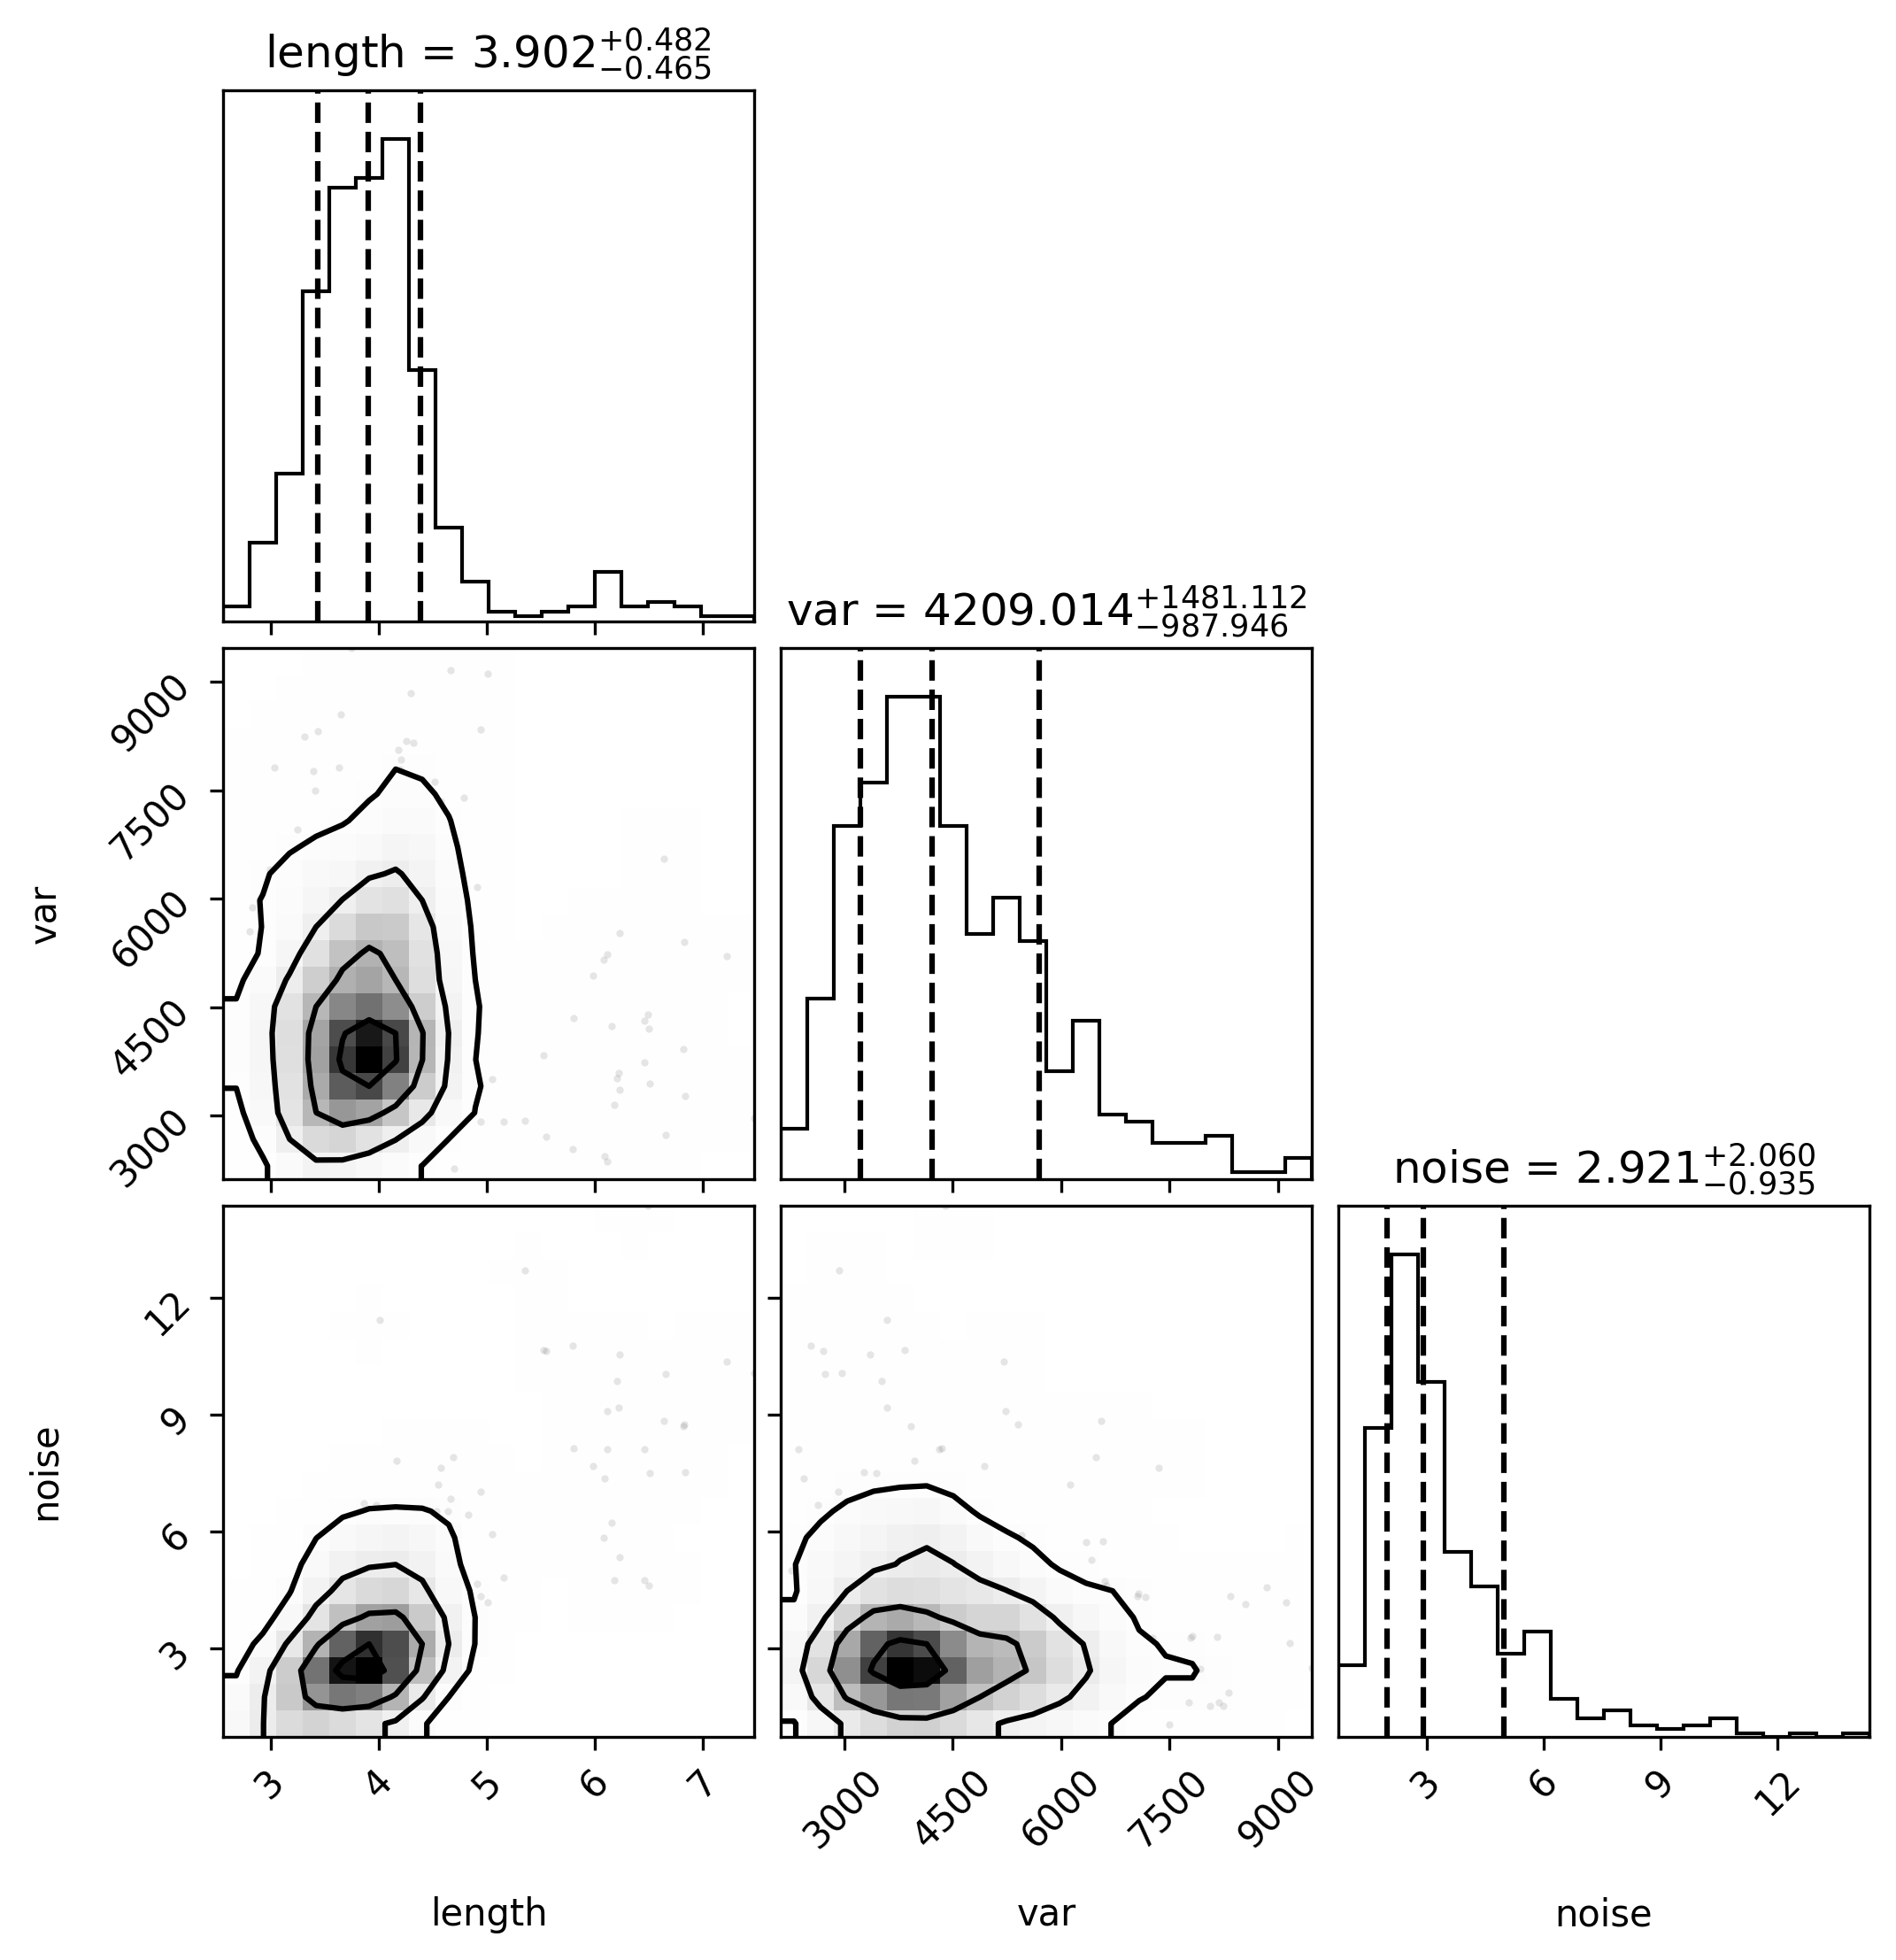 length = 3.902 +0.482 −0.465
var = 4209.014 +1481.112 −987.946
9000
7500
6000
4500
3000
var
noise = 2.921 +2.060 −0.935
12
9
6
3
noise
3 4 5 6 7
3000 4500 6000 7500 9000
3 6 9 12
length
var
noise